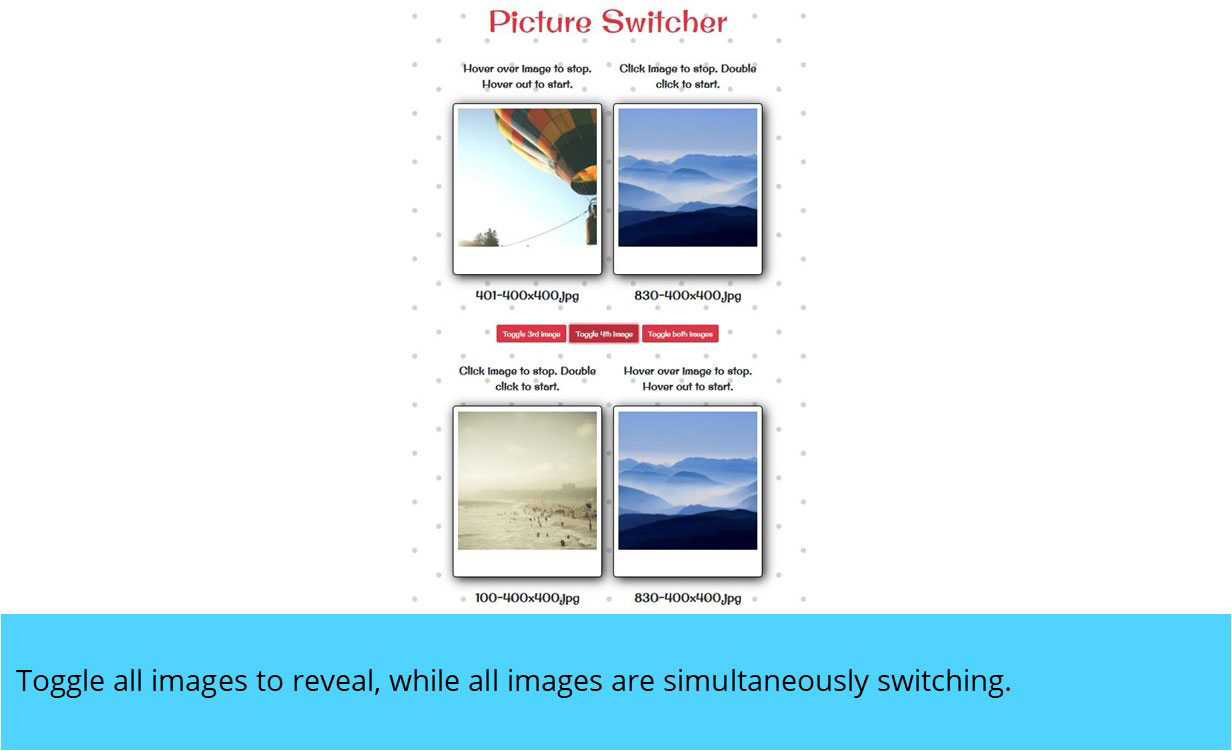 Picture Switcher
Hover over image to stop.
Hover out to start.
Click image to stop. Double
click to start.
401-400x400.jpg
830-400x400.jpg
Toggle 3rd image
Toggle 4th image
Toggle both images
Click image to stop. Double
click to start.
Hover over image to stop.
Hover out to start.
100-400x400.jpg
830-400x400.jpg
Toggle all images to reveal, while all images are simultaneously switching.